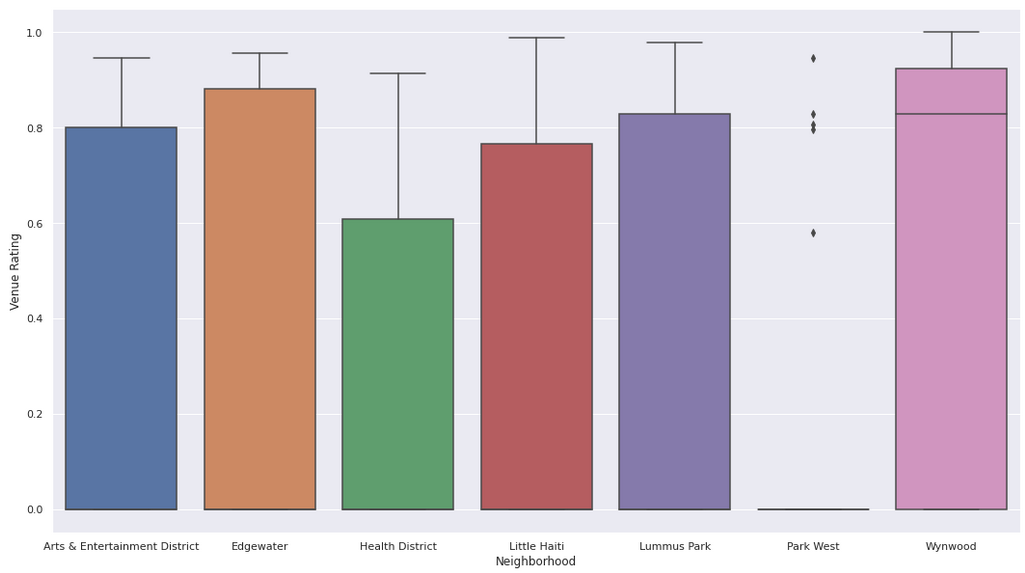 1.0
0.8
0.6
0.4
0.2
0.0
Venue Rating
Arts & Entertainment District Edgewater Health District Little Haiti Lummus Park Park West Wynwood
Neighborhood